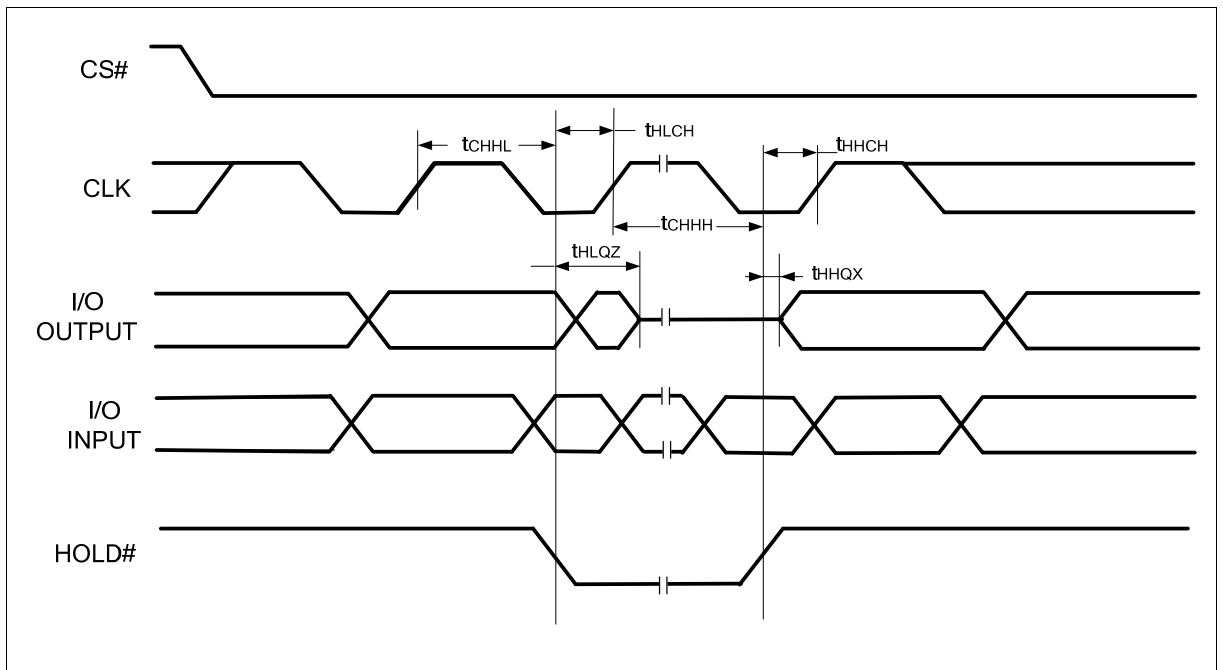 CS#
tCHHL
tHLCH
tHHCH
CLK
tCHHH
tHLQZ
tHHQX
I/O
OUTPUT
I/O
INPUT
HOLD#